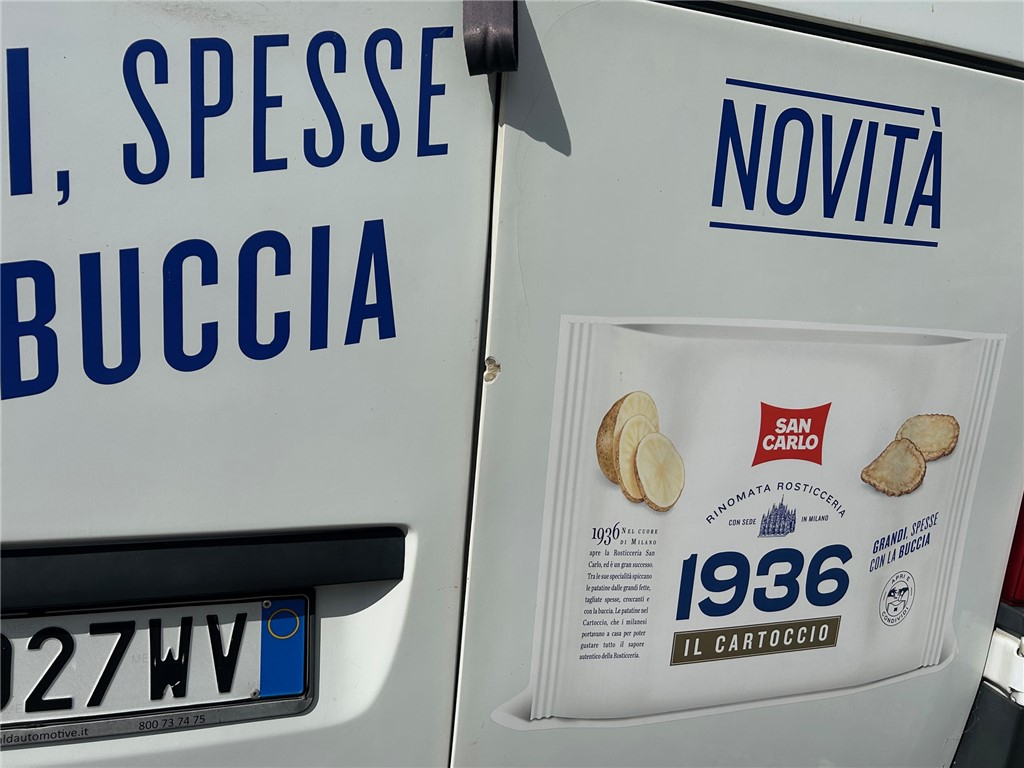 I, SPESSE
BUCCIA
NOVITÀ
SAN
CARLO
RINOMATA ROSTICCERIA
CON SEDE IN MILANO
1936
IL CARTOCCIO
1936 NEL CUORE
DI MILANO
apre la Rosticceria San
Carlo, ed è un gran successo.
Tra le sue specialità spiccano
le patatine dalle grandi fette,
tagliate spesse, croccanti e
con la buccia. Le patatine nel
Cartoccio, che i milanesi
portavano a casa per poter
gustare tutto il sapore
autentico della Rosticceria.
GRANDI, SPESSE
CON LA BUCCIA
APRI E
CONDIVIDI
027WV
800 73 74 75
ldautomotive.it